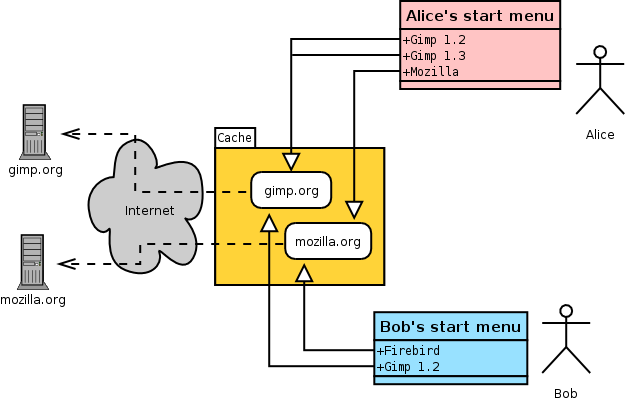 Alice's start menu
+Gimp 1.2
+Gimp 1.3
+Mozilla
Alice
Cache
gimp.org
gimp.org
Internet
mozilla.org
mozilla.org
Bob's start menu
+Firebird
+Gimp 1.2
Bob